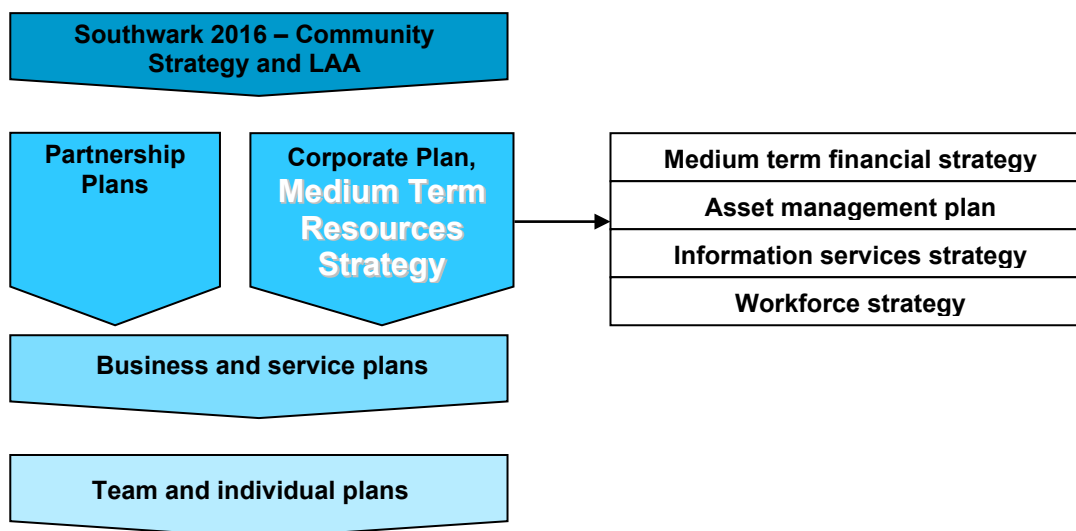 Southwark 2016 – Community
Strategy and LAA
Partnership
Plans
Corporate Plan,
Medium Term
Resources
Strategy
Medium term financial strategy
Asset management plan
Information services strategy
Workforce strategy
Business and service plans
Team and individual plans